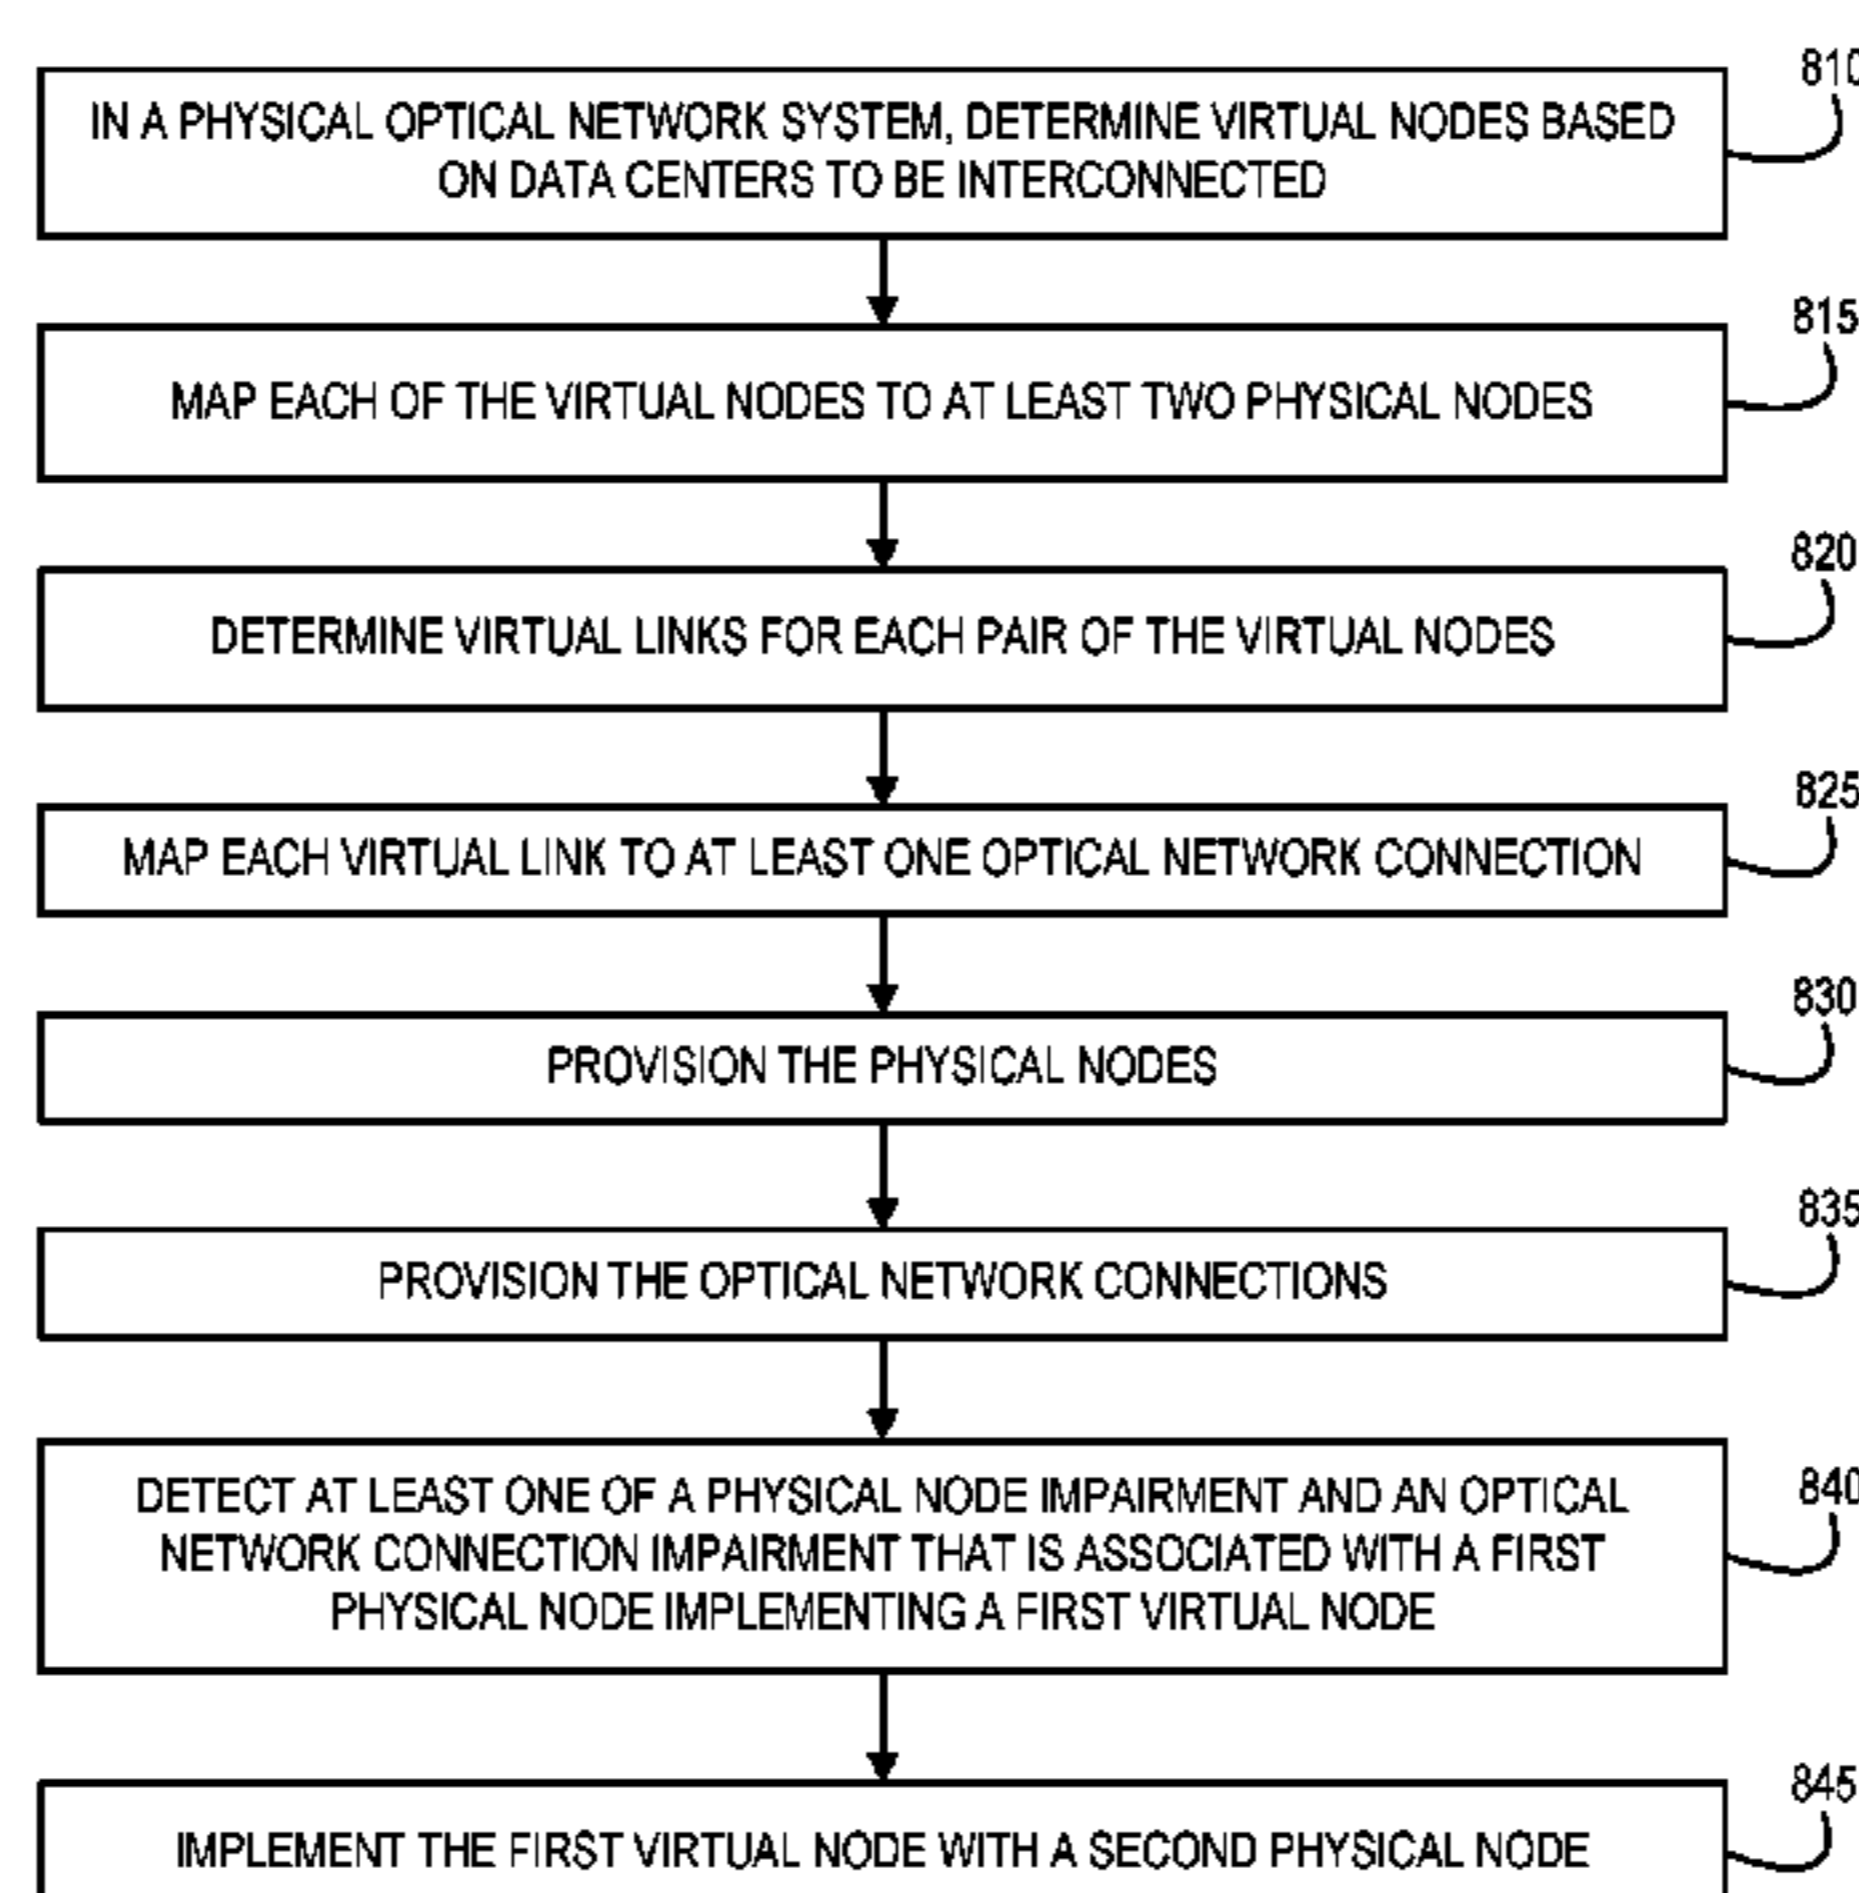 810
IN A PHYSICAL OPTICAL NETWORK SYSTEM, DETERMINE VIRTUAL NODES BASED
ON DATA CENTERS TO BE INTERCONNECTED
815
MAP EACH OF THE VIRTUAL NODES TO AT LEAST TWO PHYSICAL NODES
820
DETERMINE VIRTUAL LINKS FOR EACH PAIR OF THE VIRTUAL NODES
825
MAP EACH VIRTUAL LINK TO AT LEAST ONE OPTICAL NETWORK CONNECTION
830
PROVISION THE PHYSICAL NODES
835
PROVISION THE OPTICAL NETWORK CONNECTIONS
840
DETECT AT LEAST ONE OF A PHYSICAL NODE IMPAIRMENT AND AN OPTICAL
NETWORK CONNECTION IMPAIRMENT THAT IS ASSOCIATED WITH A FIRST
PHYSICAL NODE IMPLEMENTING A FIRST VIRTUAL NODE
845
IMPLEMENT THE FIRST VIRTUAL NODE WITH A SECOND PHYSICAL NODE